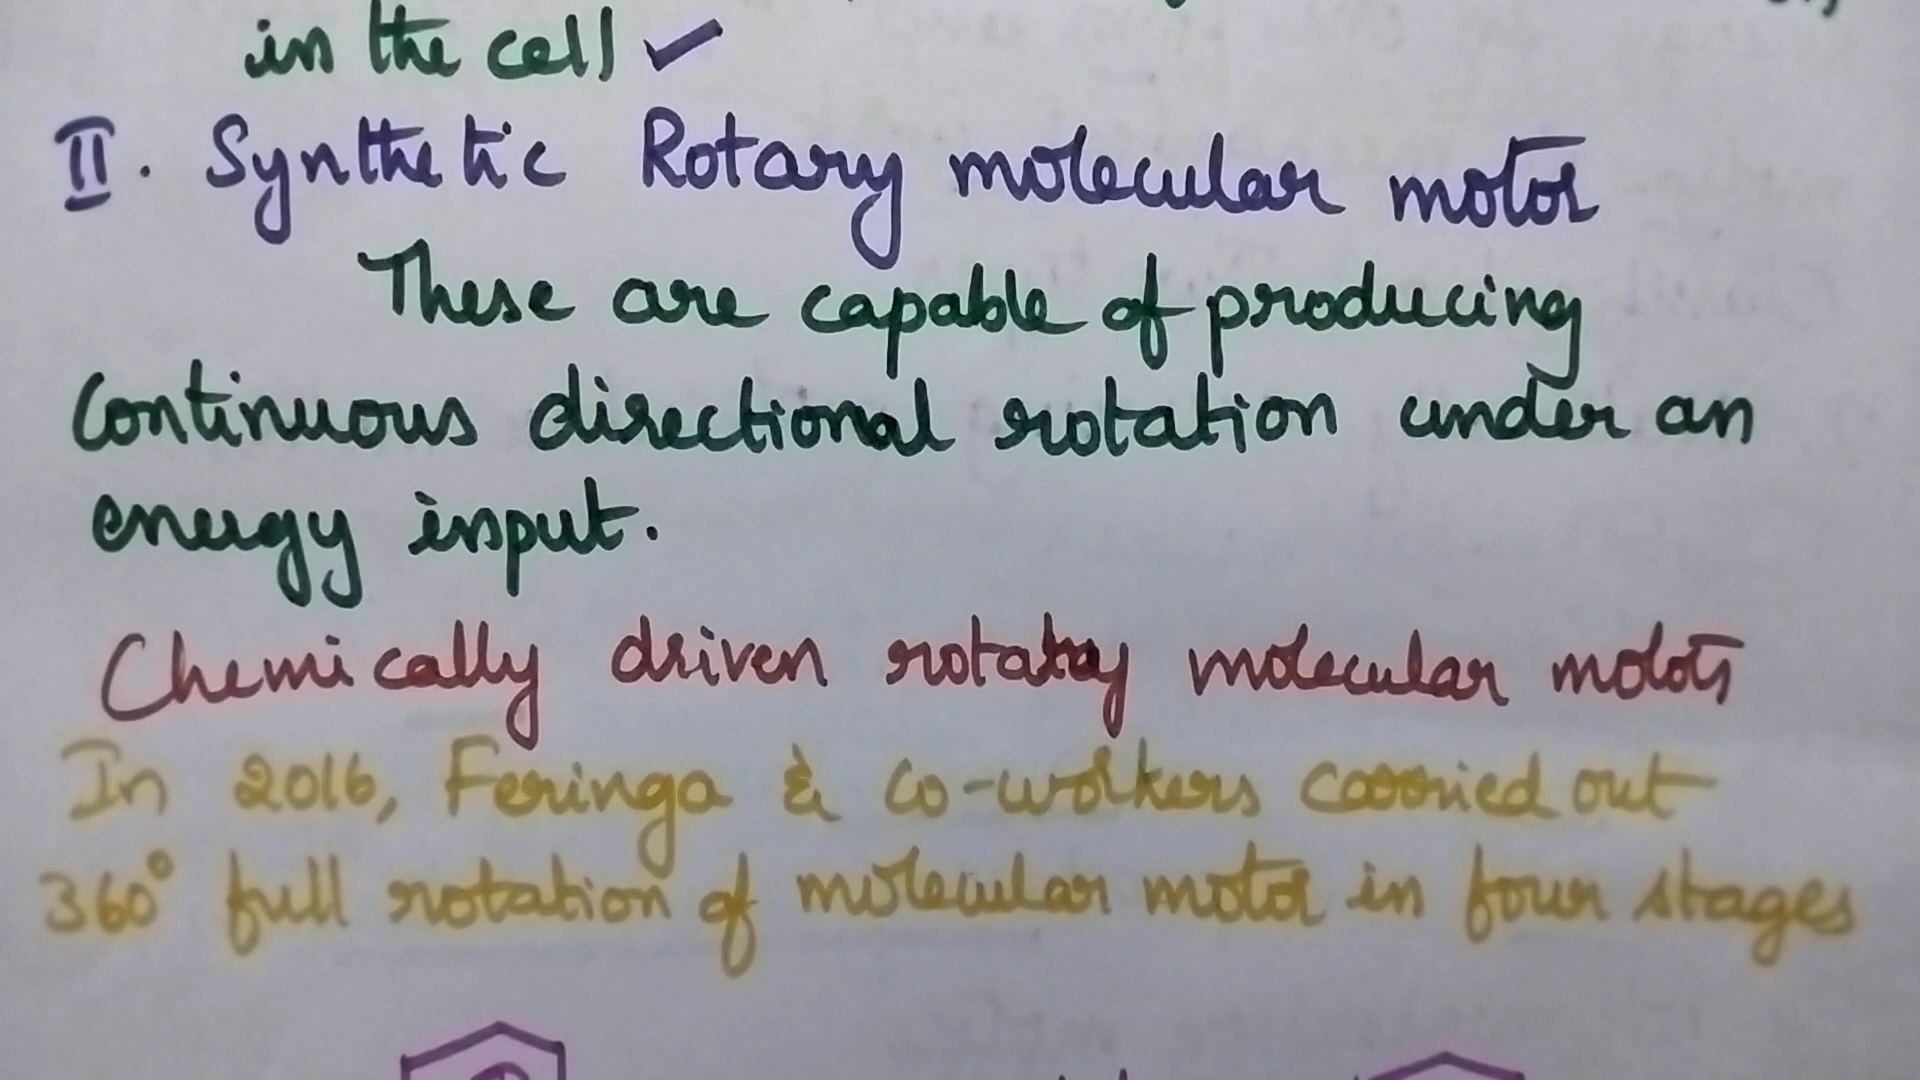 in the cell ✓
II. Synthetic Rotary molecular motor
These are capable of producing
Continuous directional rotation under an
energy input.
Chemically driven rotatary molecular motors
In 2016, Feringa & co-workers carried out
360° full rotation of molecular motor in four stages